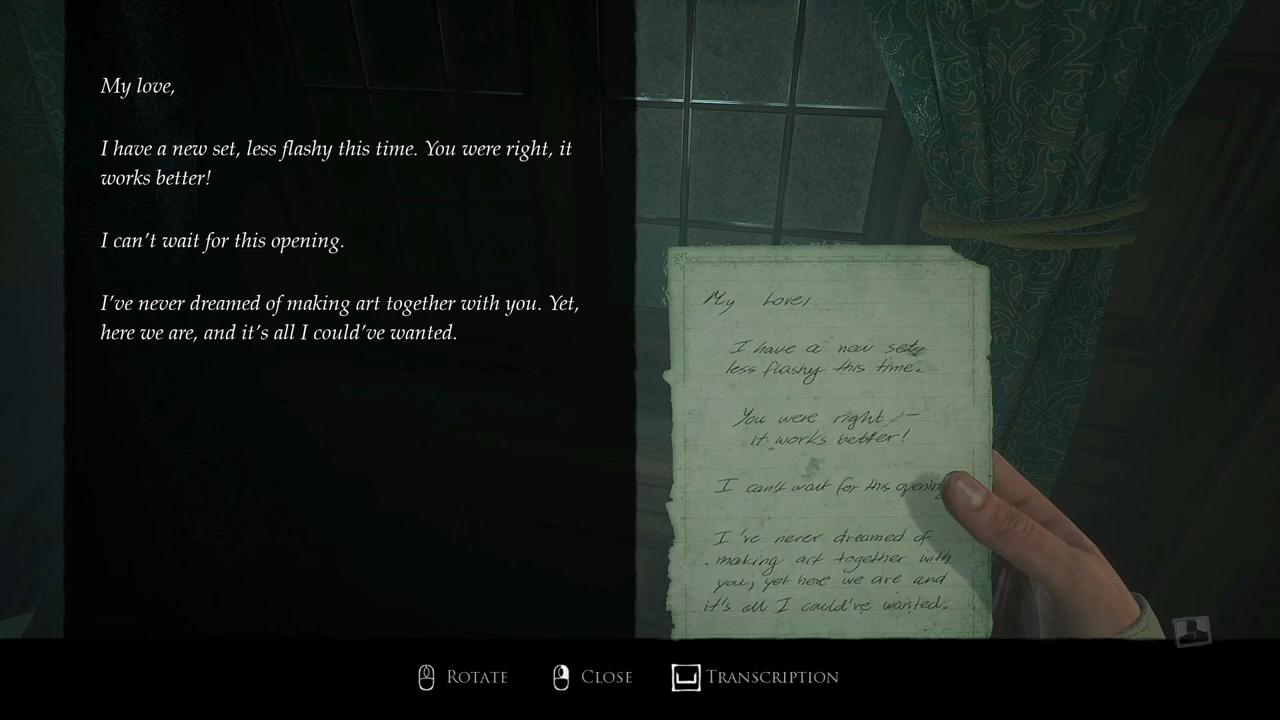 My love,
I have a new set, less flashy this time. You were right, it
works better!
I can't wait for this opening.
I've never dreamed of making art together with you. Yet,
here we are, and it's all I could've wanted.
My love,
I have a new set,
less flashy this time.
You were right —
it works better!
I can't wait for this opening
I've never dreamed of
making art together with
you, yet here we are and
it's all I could've wanted.
ROTATE CLOSE TRANSCRIPTION